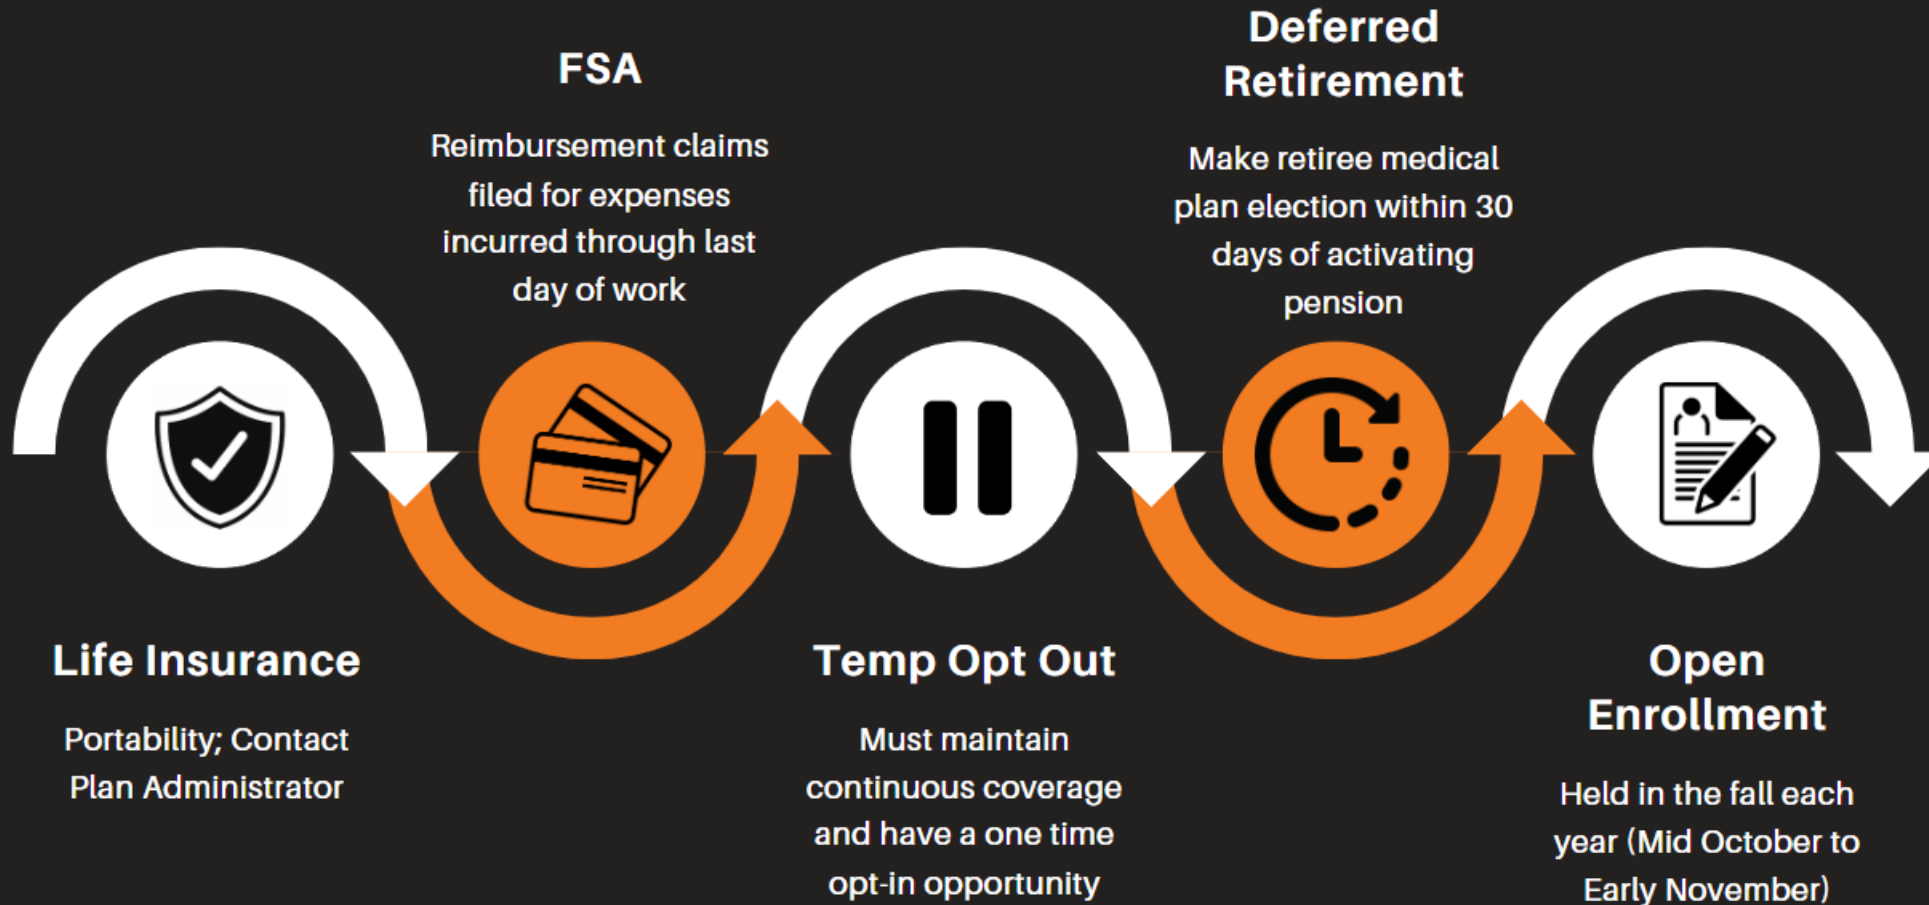 Life Insurance
Portability; Contact
Plan Administrator
FSA
Reimbursement claims
filed for expenses
incurred through last
day of work
Temp Opt Out
Must maintain
continuous coverage
and have a one time
opt-in opportunity
Deferred
Retirement
Make retiree medical
plan election within 30
days of activating
pension
Open
Enrollment
Held in the fall each
year (Mid October to
Early November)